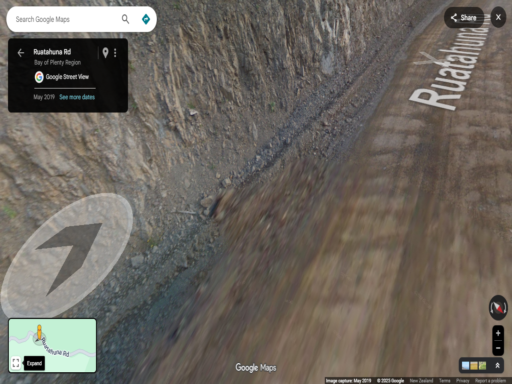 Search Google Maps
Share
X
Ruatahuna Rd
Bay of Plenty Region
Google Street View
May 2019 See more dates
Ruatahuna
Ruatahuna Rd
Expand
Google Maps
+
−
Image capture: May 2019 © 2023 Google New Zealand Terms Privacy Report a problem